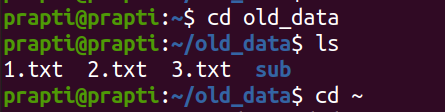 prapti@prapti:~$ cd old_data
prapti@prapti:~/old_data$ ls
1.txt  2.txt  3.txt  sub
prapti@prapti:~/old_data$ cd ~